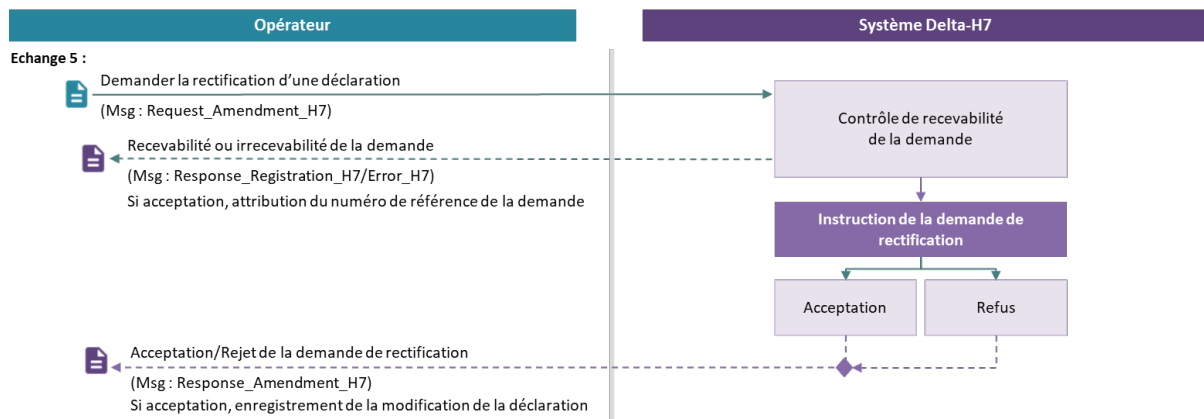 Opérateur
Système Delta-H7
Echange 5 :
Demander la rectification d'une déclaration
(Msg : Request_Amendment_H7)
Contrôle de recevabilité
de la demande
Recevabilité ou irrecevabilité de la demande
(Msg : Response_Registration_H7/Error_H7)
Si acceptation, attribution du numéro de référence de la demande
Instruction de la demande de
rectification
Acceptation
Refus
Acceptation/Rejet de la demande de rectification
(Msg : Response_Amendment_H7)
Si acceptation, enregistrement de la modification de la déclaration